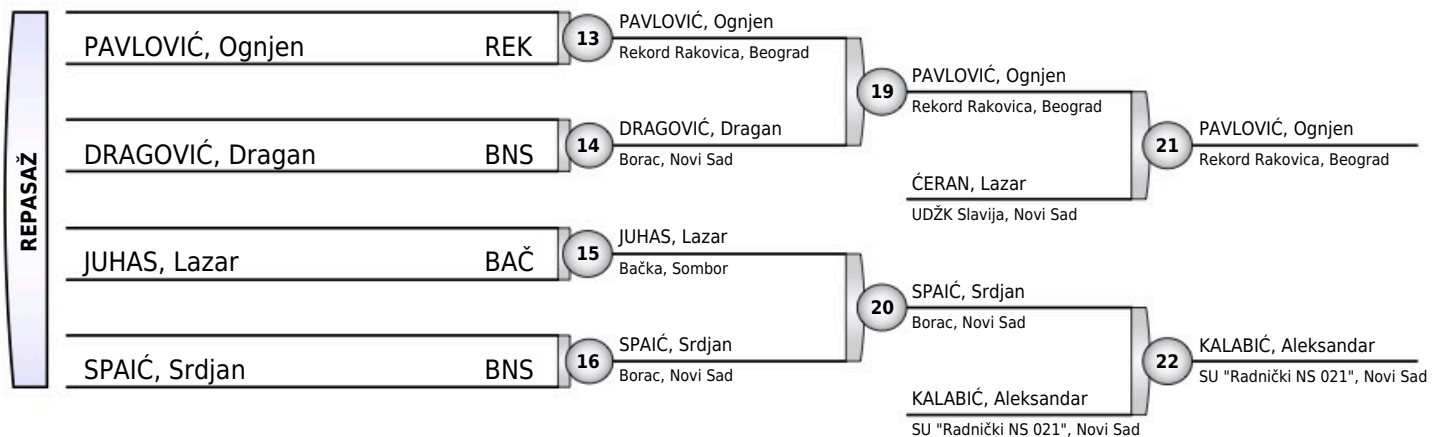 REPASAŽ
PAVLOVIĆ, Ognjen REK
DRAGOVIĆ, Dragan BNS
JUHAS, Lazar BAČ
SPAIĆ, Srdjan BNS
13
PAVLOVIĆ, Ognjen
Rekord Rakovica, Beograd
14
DRAGOVIĆ, Dragan
Borac, Novi Sad
15
JUHAS, Lazar
Bačka, Sombor
16
SPAIĆ, Srdjan
Borac, Novi Sad
19
PAVLOVIĆ, Ognjen
Rekord Rakovica, Beograd
ĆERAN, Lazar
UDŽK Slavija, Novi Sad
20
SPAIĆ, Srdjan
Borac, Novi Sad
KALABIĆ, Aleksandar
SU "Radnički NS 021", Novi Sad
21
PAVLOVIĆ, Ognjen
Rekord Rakovica, Beograd
22
KALABIĆ, Aleksandar
SU "Radnički NS 021", Novi Sad